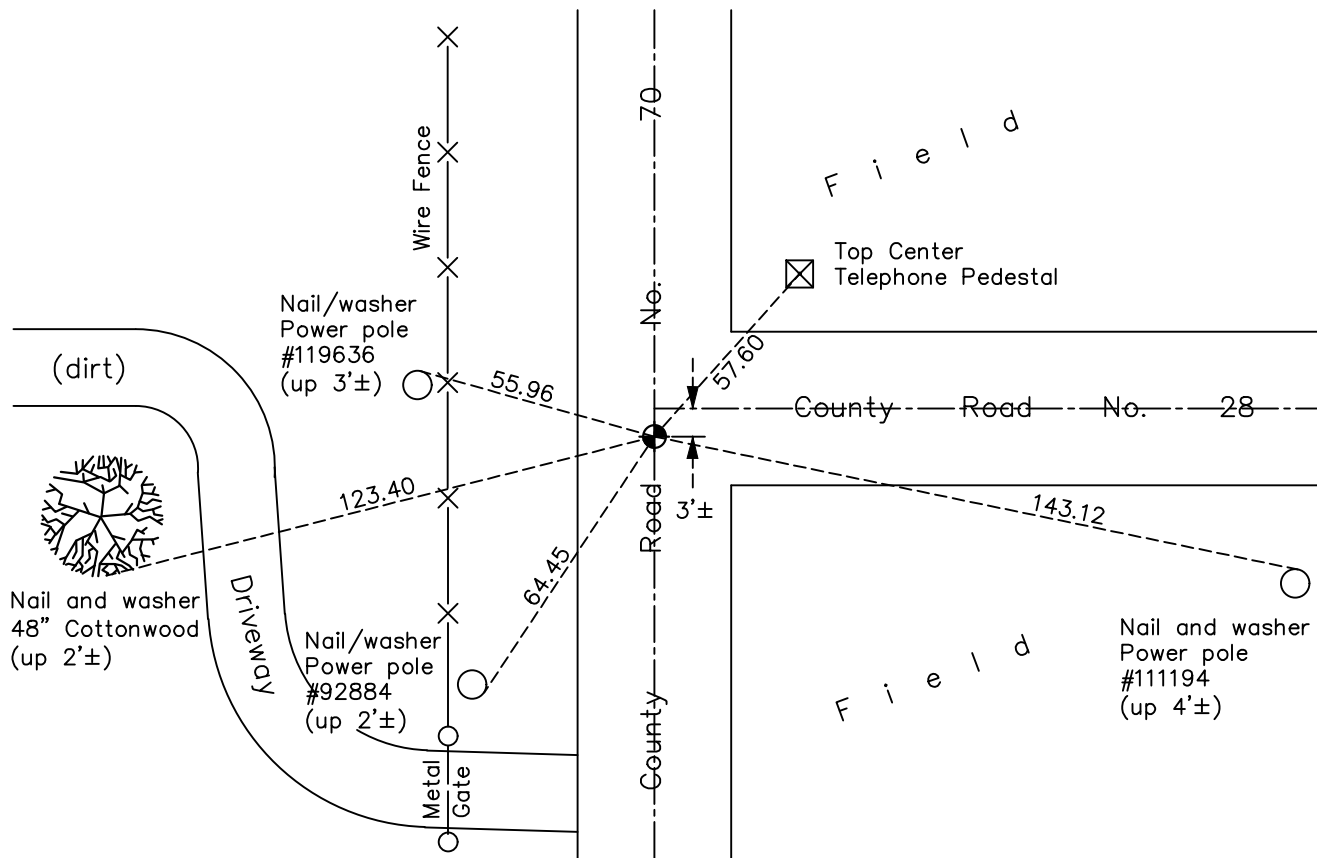 County Road No. 70
Field
Wire Fence
Top Center
Telephone Pedestal
Nail/washer
Power pole
#119636
(up 3'±)
(dirt)
55.96
57.60
County Road No. 28
123.40
3'±
143.12
64.45
Nail and washer
48" Cottonwood
(up 2'±)
Driveway
Nail/washer
Power pole
#92884
(up 2'±)
Field
Nail and washer
Power pole
#111194
(up 4'±)
Metal
Gate